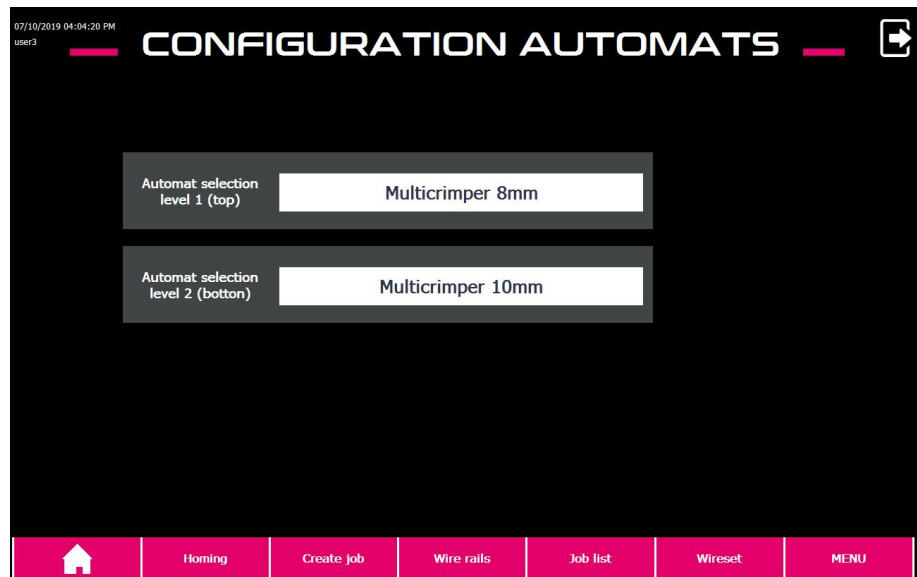 07/10/2019 04:04:20 PM
user3
CONFIGURATION AUTOMATS
Automat selection
level 1 (top)
Multicrimper 8mm
Automat selection
level 2 (botton)
Multicrimper 10mm
Homing
Create job
Wire rails
Job list
Wireset
MENU